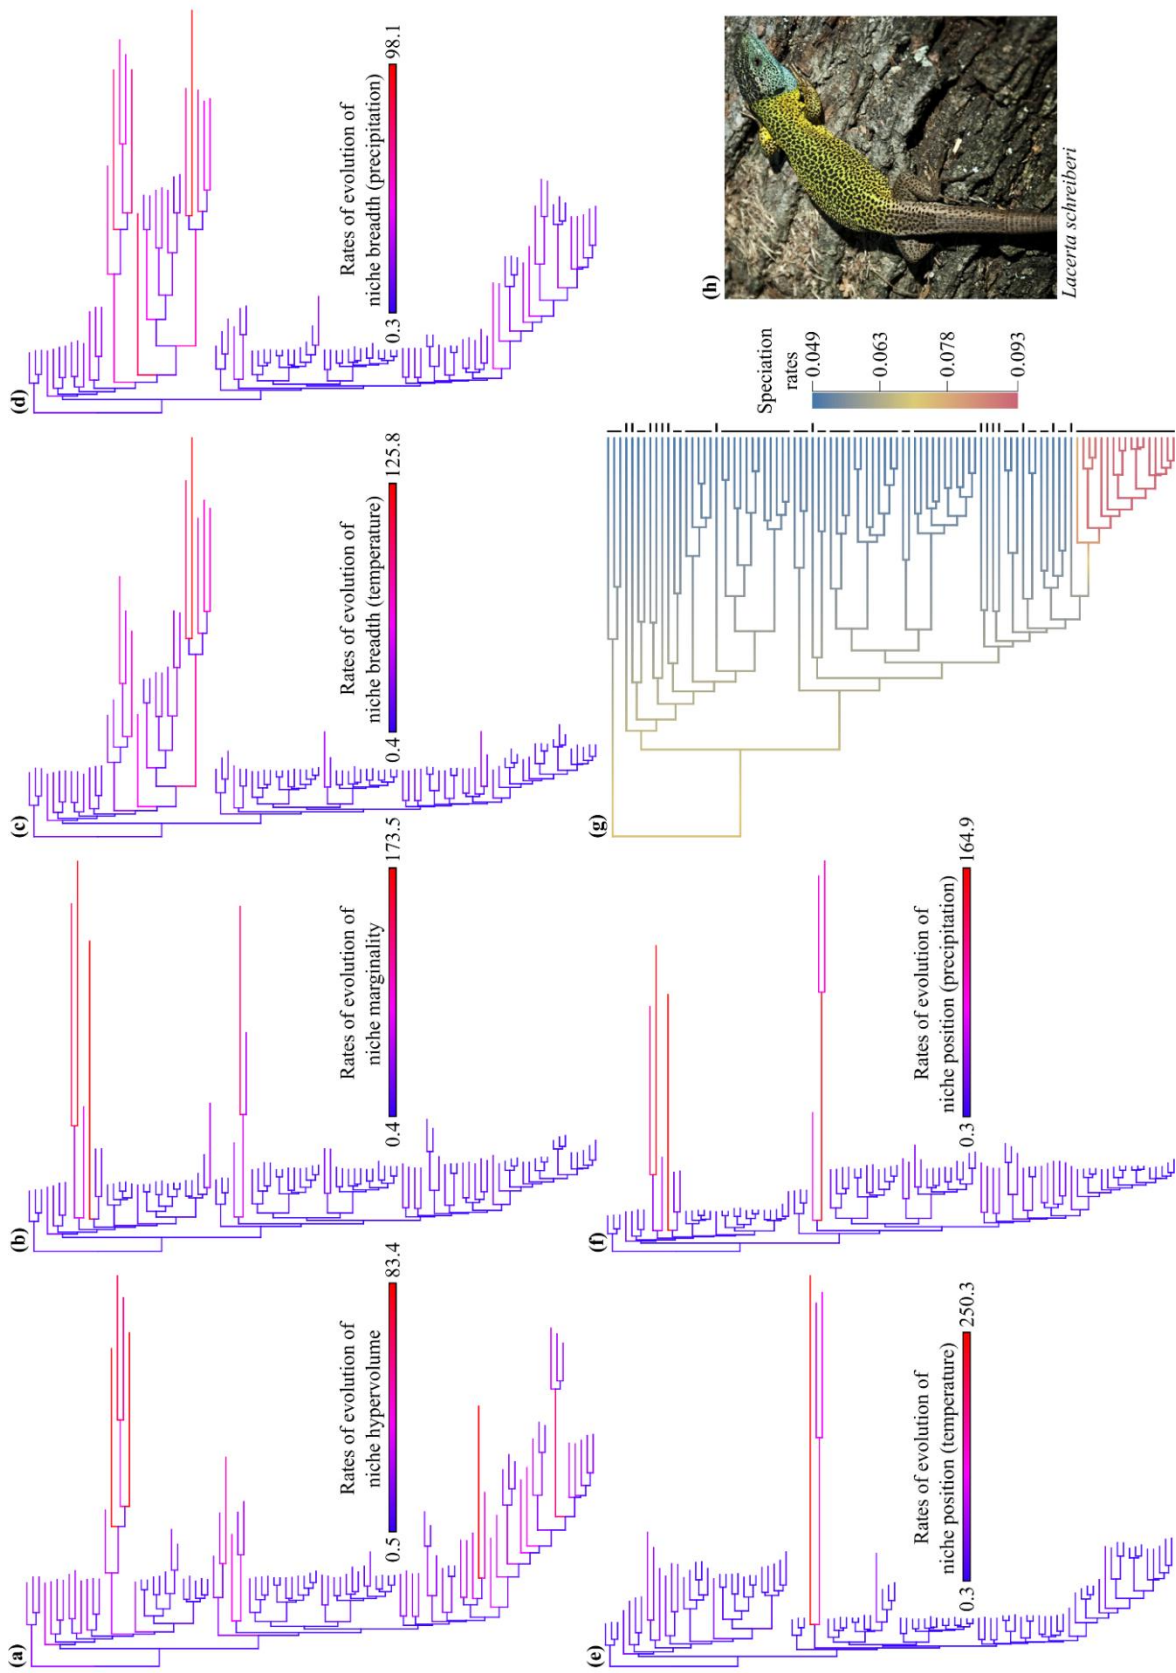 (a)
Rates of evolution of
niche hypervolume
0.5
83.4
(b)
Rates of evolution of
niche marginality
0.4
173.5
(c)
Rates of evolution of
niche breadth (temperature)
0.4
125.8
(d)
Rates of evolution of
niche breadth (precipitation)
0.3
98.1
(e)
Rates of evolution of
niche position (temperature)
0.3
250.3
(f)
Rates of evolution of
niche position (precipitation)
0.3
164.9
(g)
Speciation
rates
0.049
0.063
0.078
0.093
(h)
Lacerta schreiberi